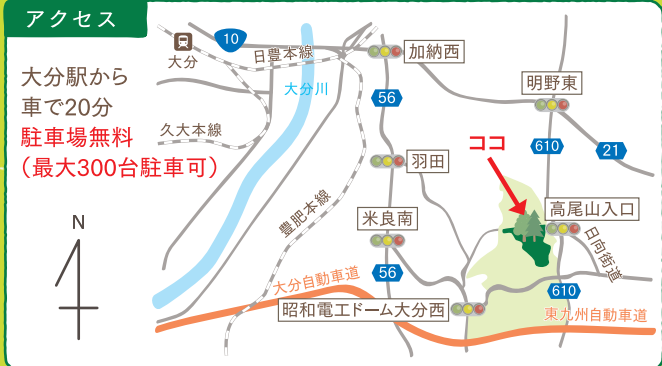 アクセス
大分駅から
車で20分
駐車場無料
（最大300台駐車可）
N
大分
10
日豊本線
大分川
久大本線
豊肥本線
加納西
56
羽田
米良南
56
明野東
610
21
ココ
高尾山入口
日向街道
610
大分自動車道
昭和電工ドーム大分西
東九州自動車道